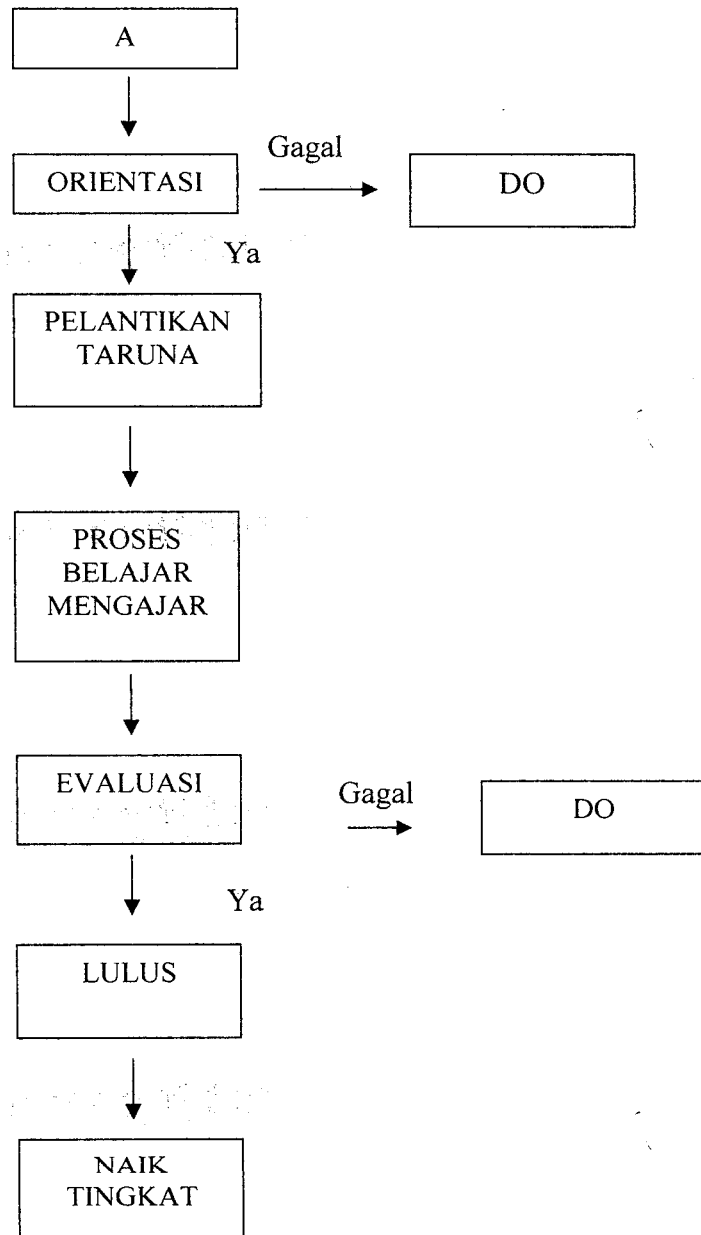 A
Gagal
ORIENTASI
DO
Ya
PELANTIKAN
TARUNA
PROSES
BELAJAR
MENGAJAR
EVALUASI
Gagal
DO
Ya
LULUS
NAIK
TINGKAT